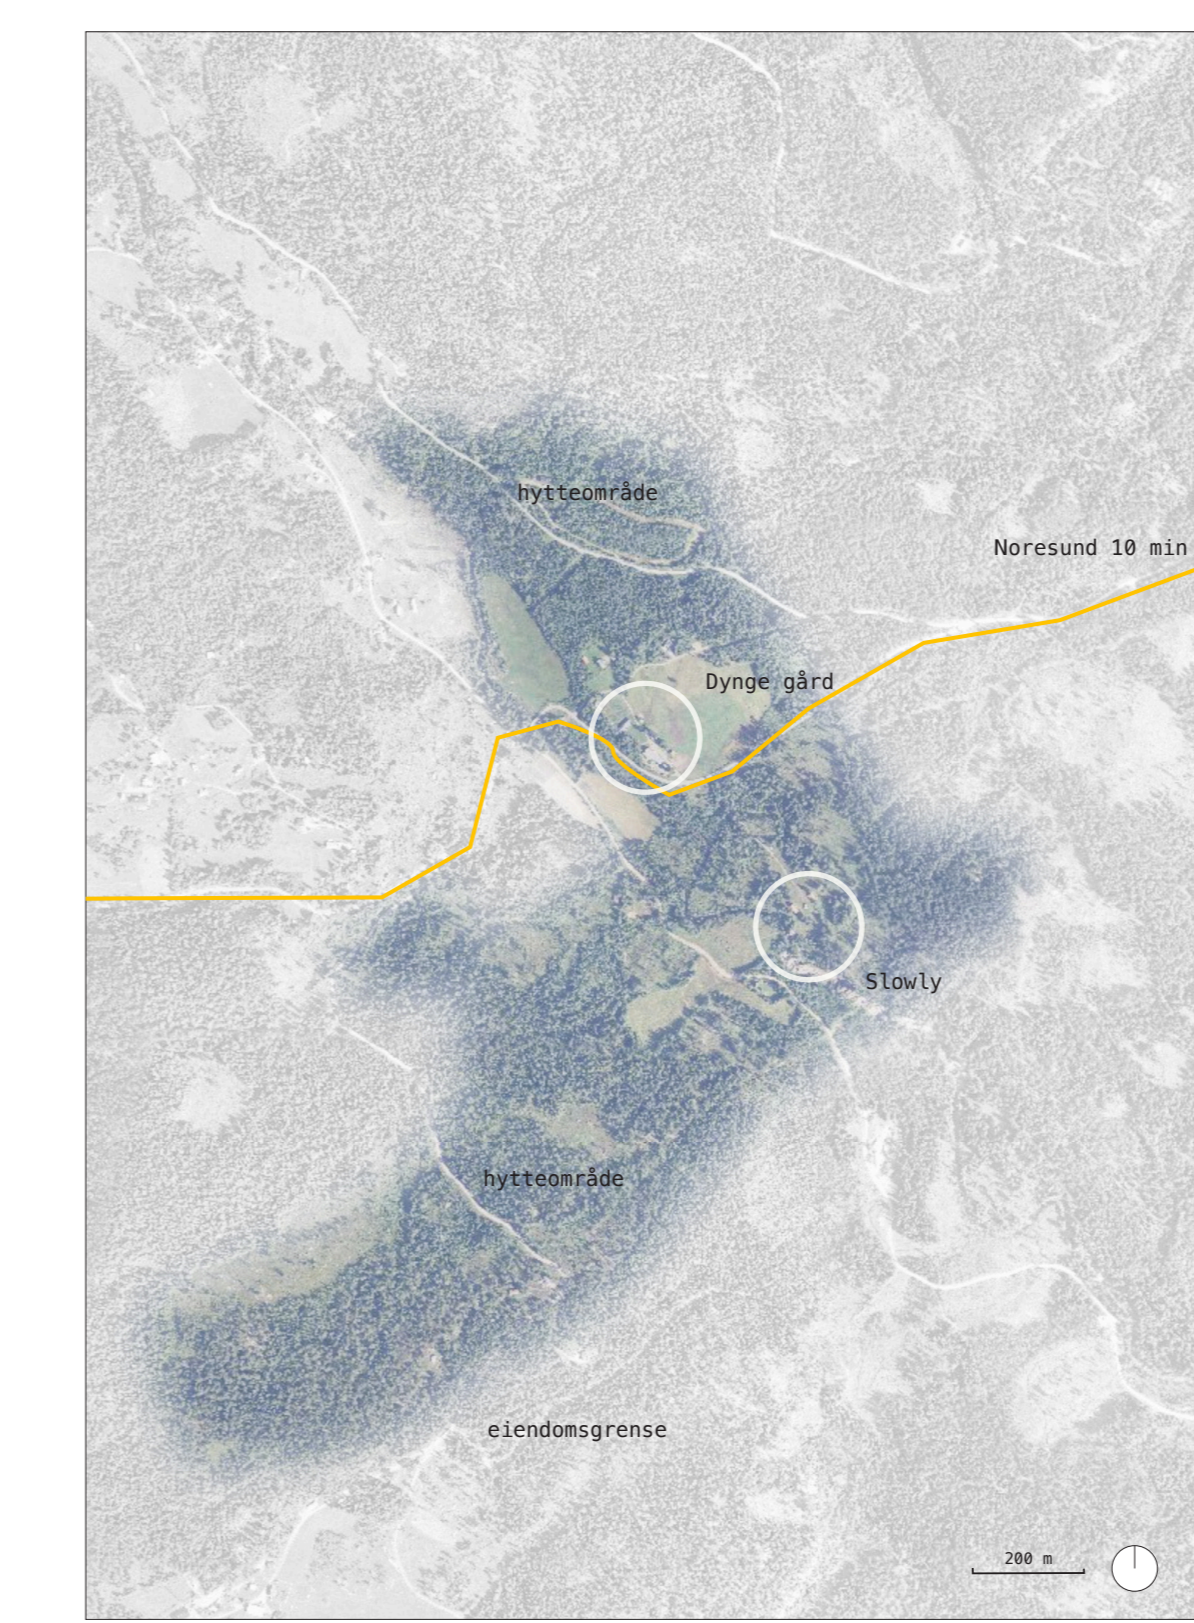 hytteområde
Noresund 10 min
Dynge gård
Slowly
hytteområde
eiendomsgrense
200 m